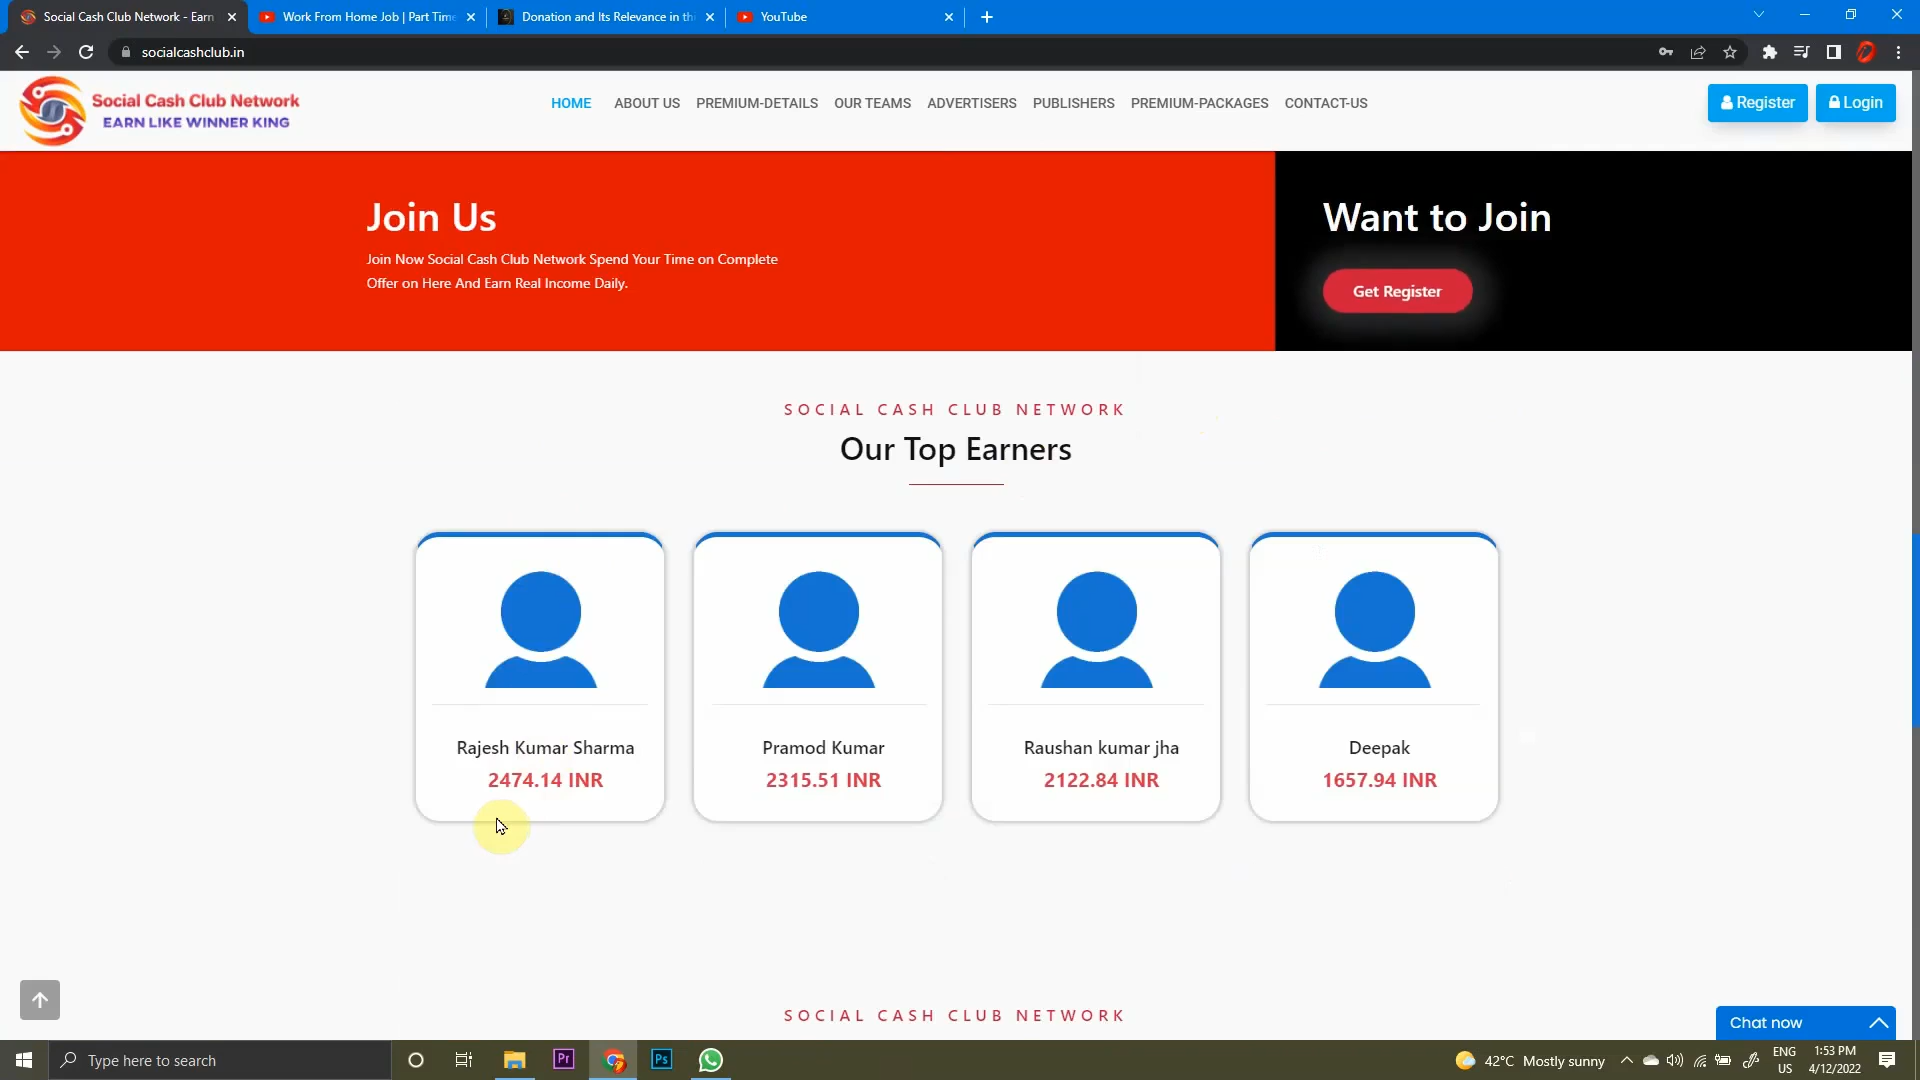 Social Cash Club Network - Earn
Work From Home Job | Part Time
Donation and Its Relevance in thi
YouTube
socialcashclub.in
Social Cash Club Network
EARN LIKE WINNER KING
HOME ABOUT US PREMIUM-DETAILS OUR TEAMS ADVERTISERS PUBLISHERS PREMIUM-PACKAGES CONTACT-US
Register
Login
Join Us
Join Now Social Cash Club Network Spend Your Time on Complete
Offer on Here And Earn Real Income Daily.
Want to Join
Get Register
SOCIAL CASH CLUB NETWORK
Our Top Earners
Rajesh Kumar Sharma
2474.14 INR
Pramod Kumar
2315.51 INR
Raushan kumar jha
2122.84 INR
Deepak
1657.94 INR
SOCIAL CASH CLUB NETWORK
Chat now
Type here to search
Pr
Ps
42°C Mostly sunny
ENG
US
1:53 PM
4/12/2022